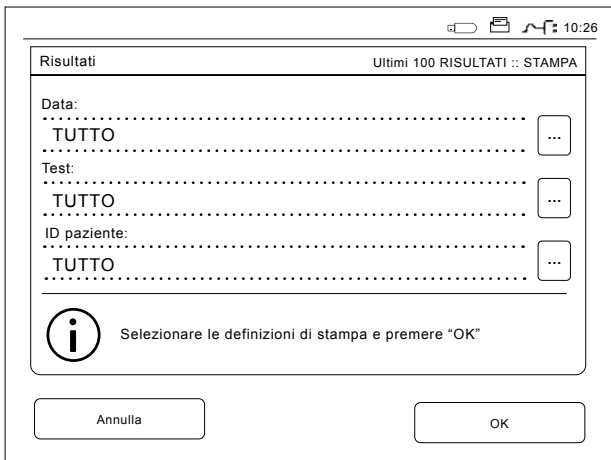 10:26
Risultati Ultimi 100 RISULTATI :: STAMPA
Data:
TUTTO
...
Test:
TUTTO
...
ID paziente:
TUTTO
...
Selezionare le definizioni di stampa e premere “OK”
Annulla OK